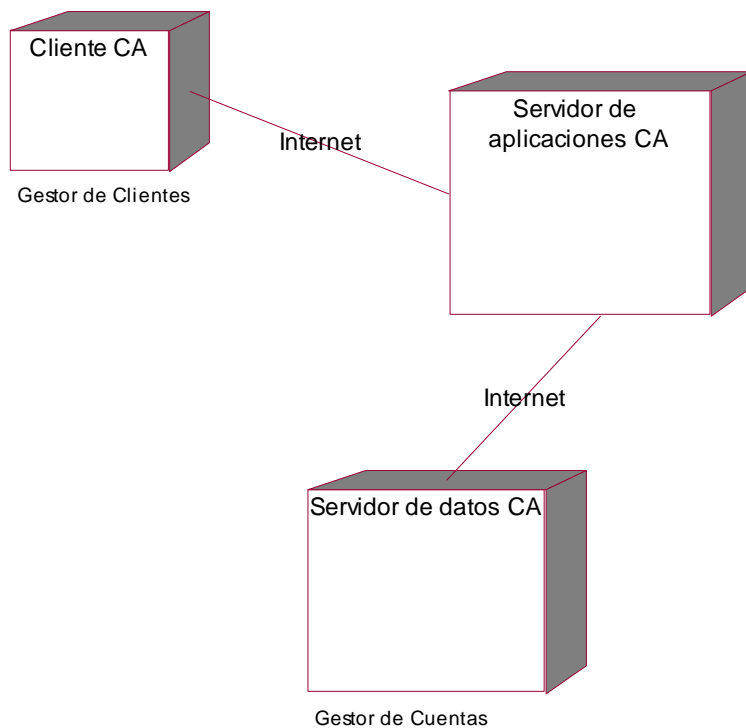 Cliente CA
Servidor de
aplicaciones CA
Internet
Gestor de Clientes
Internet
Servidor de datos CA
Gestor de Cuentas